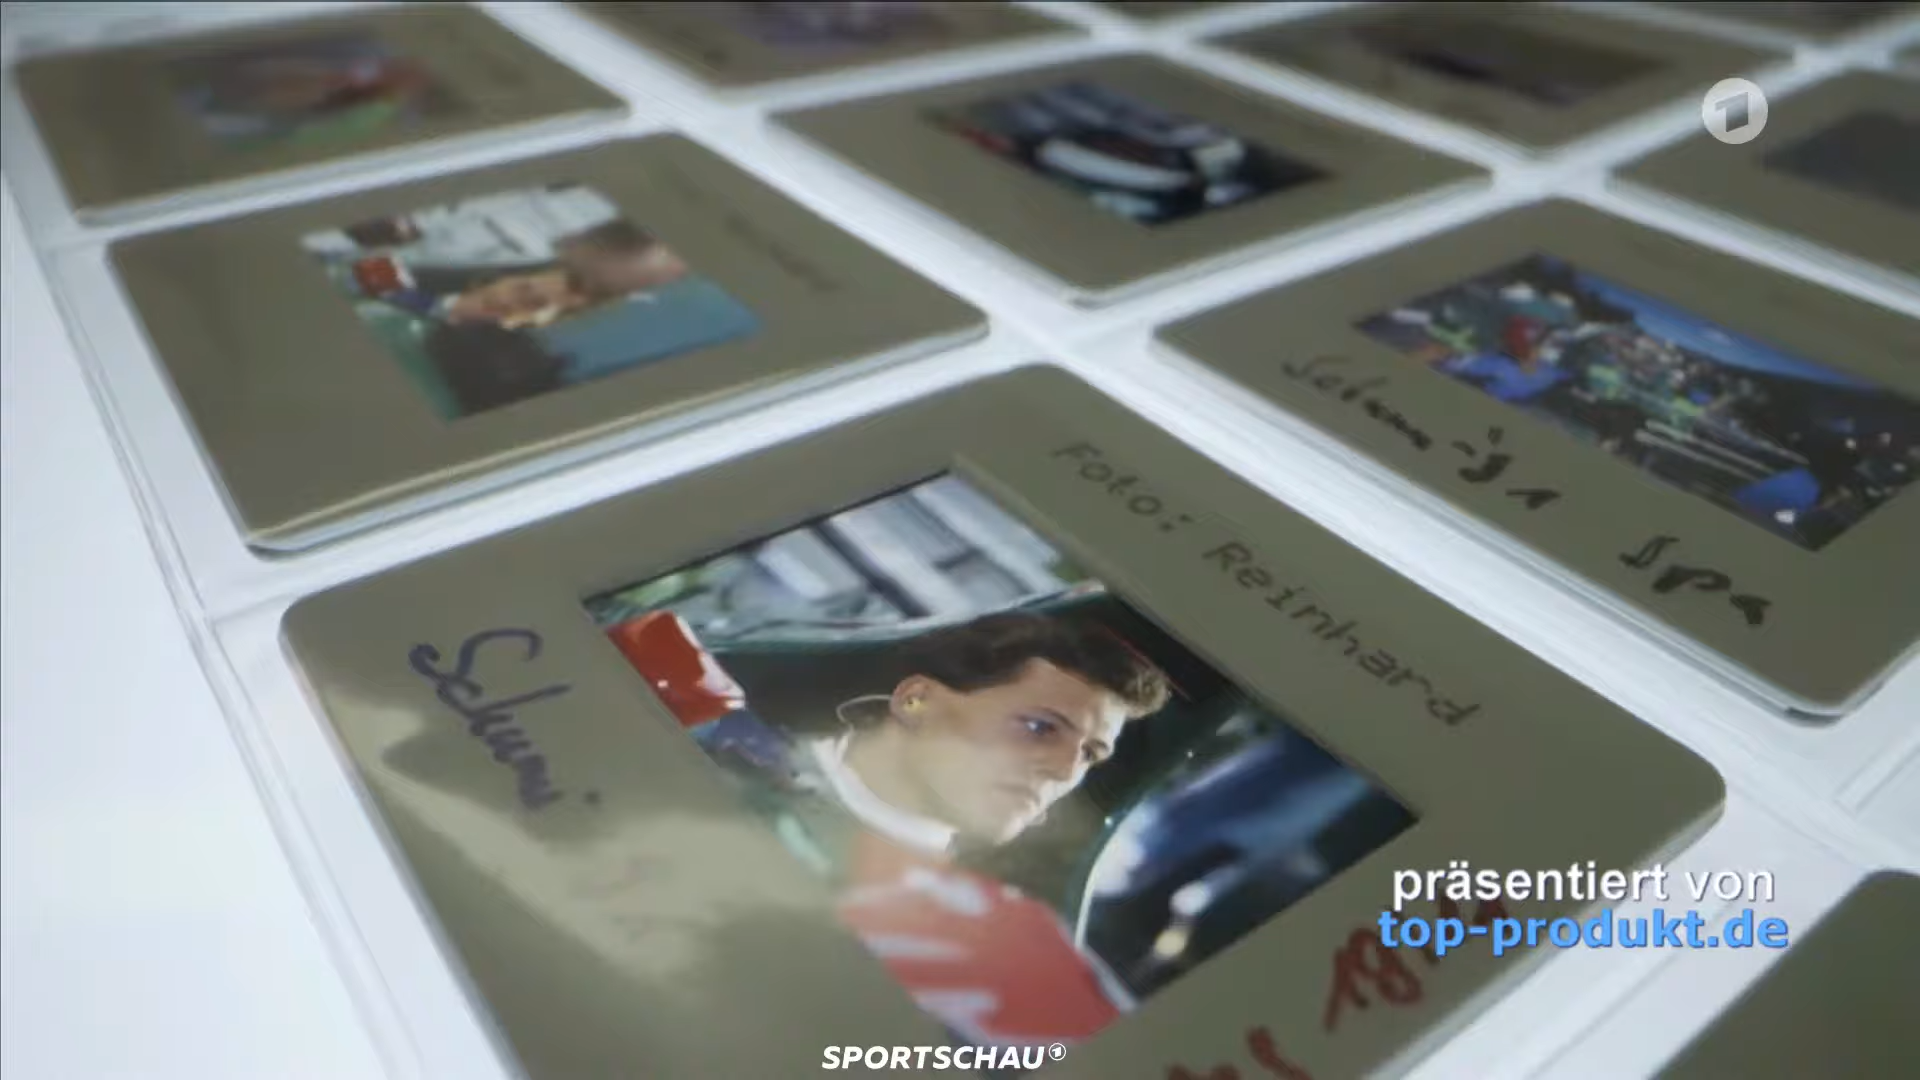 Schumi 91
Spa
Foto: Reinhard
Schumi
präsentiert von
top-produkt.de
SPORTSCHAU